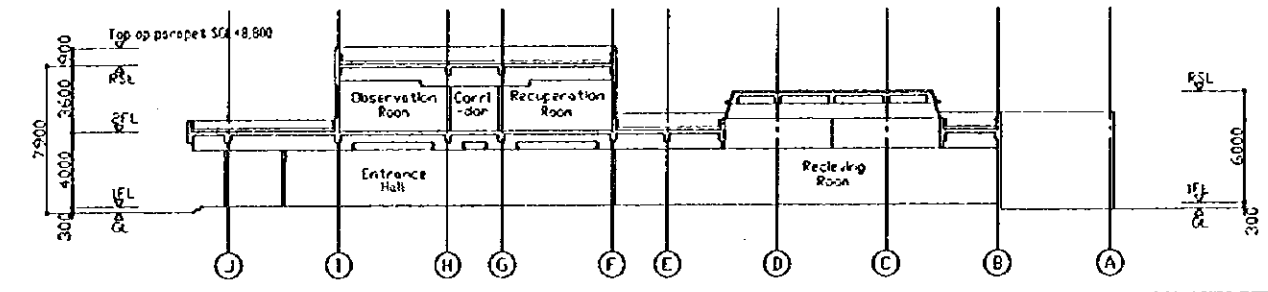 Top op parapet SGL+8,800
900
RSL
3600
2FL
7900
4000
1FL
300
GL
Observation
Room
Corri
-dor
Recuperation
Room
Entrance
Hall
Recieving
Room
RSL
6000
1FL
GL
300
J
I
H
G
F
E
D
C
B
A